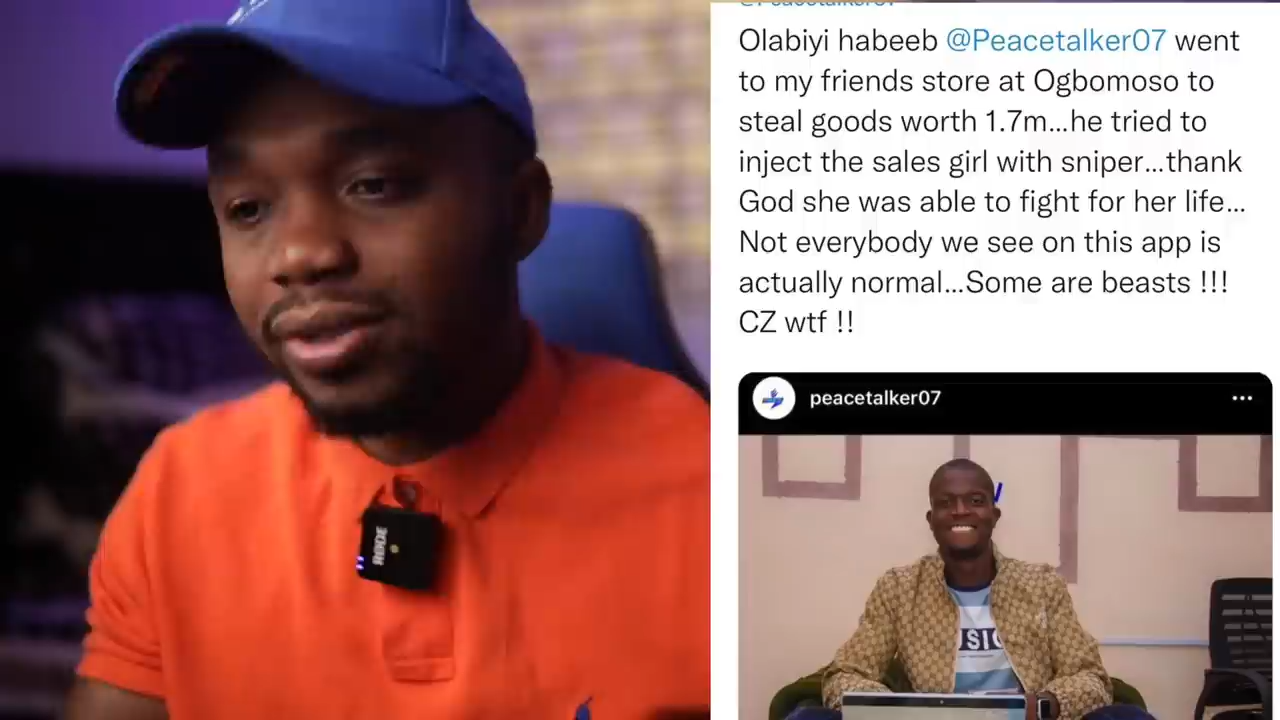 Olabiyi habeeb @Peacetalker07 went
to my friends store at Ogbomoso to
steal goods worth 1.7m...he tried to
inject the sales girl with sniper...thank
God she was able to fight for her life...
Not everybody we see on this app is
actually normal...Some are beasts !!!
CZ wtf !!
peacetalker07
RØDE